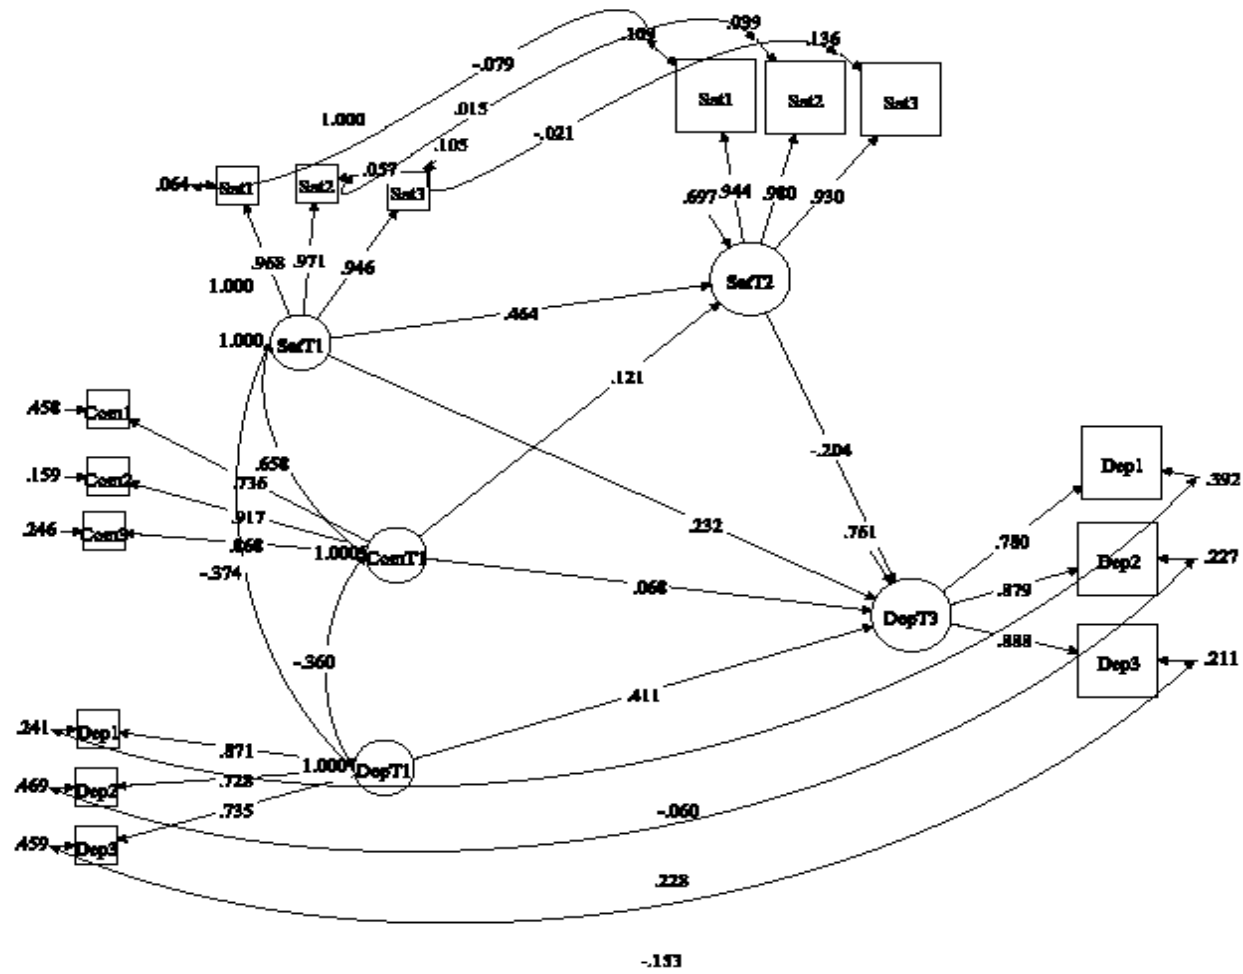 .109 .099
.136
-.079
Sat1 Sat2 Sat3
1.000 .015
-.021
.105
.064 Sat1 Sat2 .057 Sat3
.697 .944 .980 .930
.968 .971 .946
1.000
SatT2
.464
1.000 SatT1
.121
.458 Com1
-.204
.658
Dep1 .392
.159 Com2 .736
.917 .232 .761 .780
.246 .868 1.000 ComT1
Dep2 .227
-.374 .068 .879
DepT3
.888
-.360 Dep3 .211
.411
.241 Dep1
.871
1.000 DepT1
.469 Dep2 .728
.735 -.060
.459 Dep3
.228
-.153